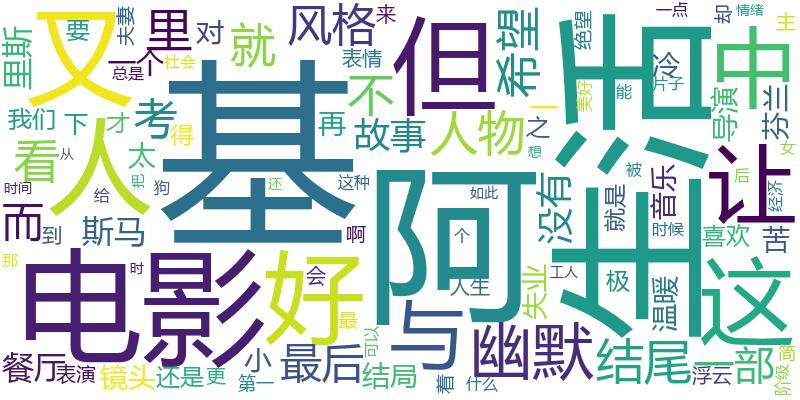 又
里
风格
来
但
希望
绝望
一点
却
情绪
主
夫妻
要
对
就
表情
里斯
一个
总是
社会
基
不
活
冷
美好
能
片子
中
导演
芬兰
我们
下
才
考
得
再
故事
人物
一
之
想
看
人
太
把
狗
还
这种
阿
如此
没有
就是
被
音乐
让
后
女
经济
时间
从
给
而
到
斯马
啊
个
生
时候
喜欢
苦
那
时
电影
好
会
与
人生
工人
失业
极
温暖
这
最
可以
幽默
结尾
一部
餐厅
表演
镜头
还是
更
小
第一
最后
结局
着
什么
浮云
阶级
简